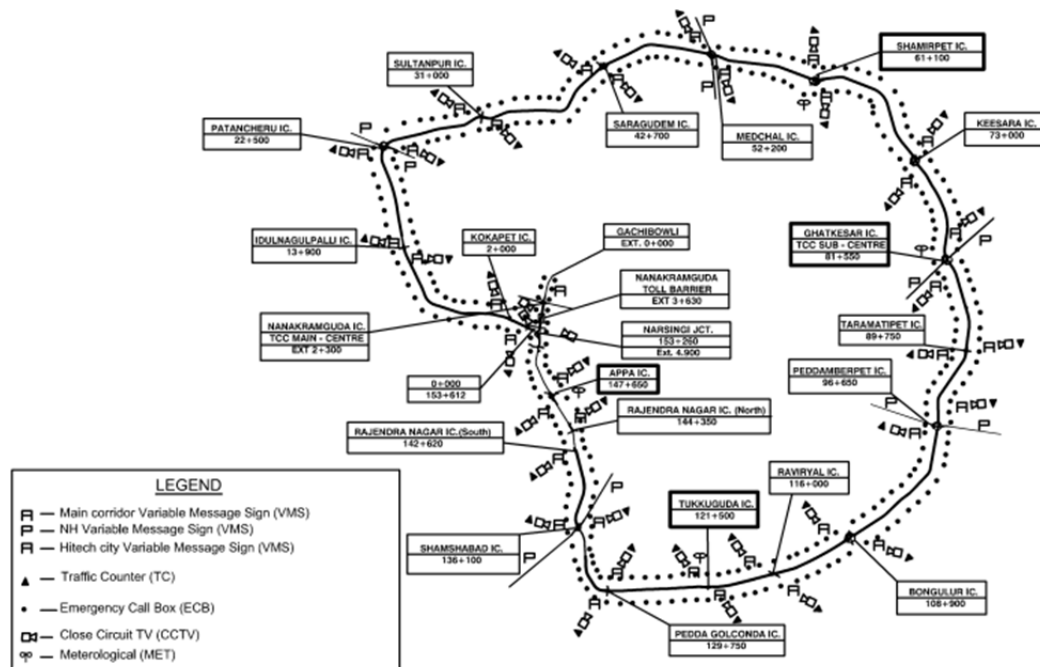 SHAMIRPET IC.
61+100
SULTANPUR IC.
31+000
PATANCHERU IC.
22+500
SARAGUDEM IC.
42+700
MEDCHAL IC.
52+200
KEESARA IC.
73+000
IDULNAGULPALLI IC.
13+900
KOKAPET IC.
2+000
GACHIBOWLI
EXT. 0+000
GHATKESAR IC.
TCC SUB - CENTRE
81+550
NANAKRAMGUDA
TOLL BARRIER
EXT 3+630
NANAKRAMGUDA IC.
TCC MAIN - CENTRE
EXT 2+300
NARSINGI JCT.
153+260
Ext. 4.900
TARAMATIPET IC.
89+750
0+000
153+612
APPA IC.
147+650
PEDDAMBERPET IC.
96+650
RAJENDRA NAGAR IC. (North)
144+350
RAJENDRA NAGAR IC.(South)
142+620
RAVIRYAL IC.
116+000
TUKKUGUDA IC.
121+500
SHAMSHABAD IC.
136+100
BONGULUR IC.
108+900
PEDDA GOLCONDA IC.
129+750
LEGEND
Main corridor Variable Message Sign (VMS)
NH Variable Message Sign (VMS)
Hitech city Variable Message Sign (VMS)
Traffic Counter (TC)
Emergency Call Box (ECB)
Close Circuit TV (CCTV)
Meterological (MET)